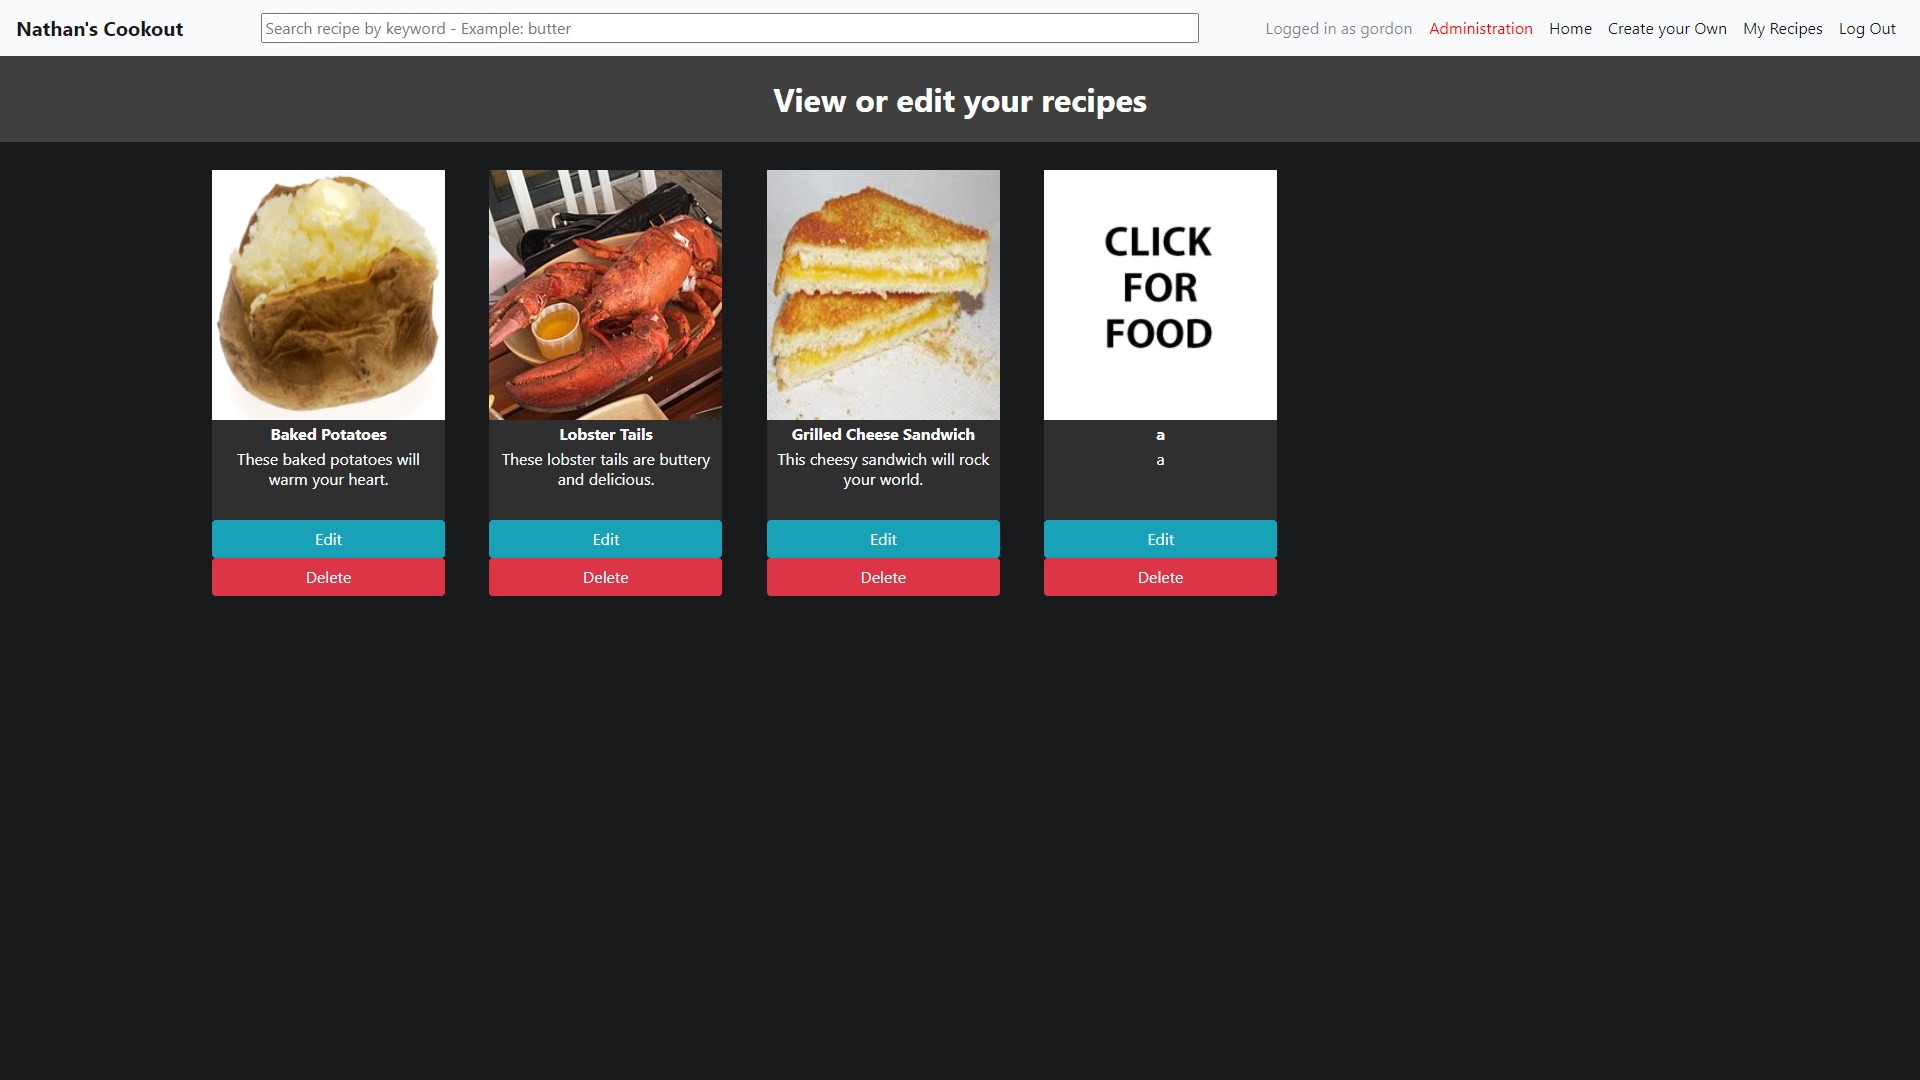 Nathan's Cookout
Search recipe by keyword - Example: butter
Logged in as gordon
Administration
Home
Create your Own
My Recipes
Log Out
View or edit your recipes
Baked Potatoes
These baked potatoes will
warm your heart.
Edit
Delete
Lobster Tails
These lobster tails are buttery
and delicious.
Edit
Delete
Grilled Cheese Sandwich
This cheesy sandwich will rock
your world.
Edit
Delete
CLICK
FOR
FOOD
a
a
Edit
Delete